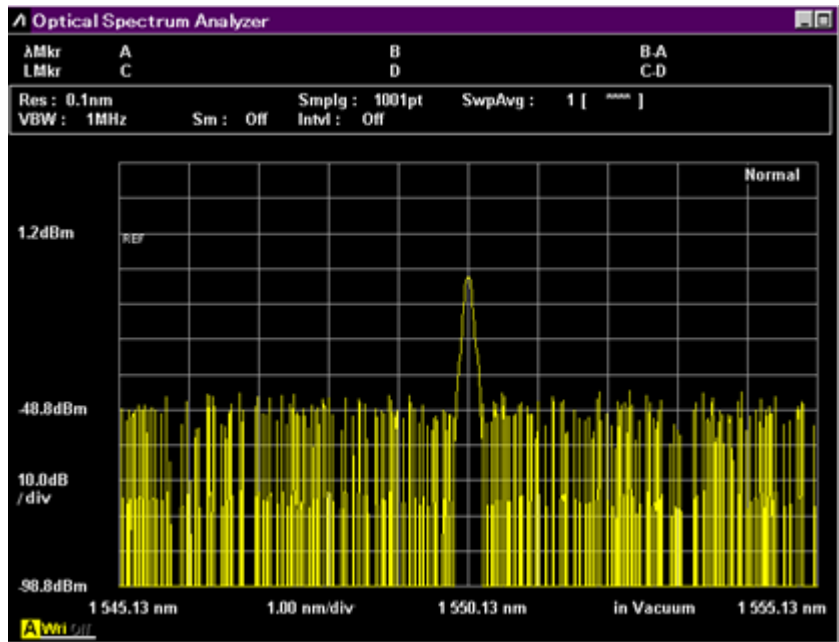 Optical Spectrum Analyzer
λMkr A B B-A
LMkr C D C-D
Res : 0.1nm Smplg : 1001pt SwpAvg : 1 [ ] 
VBW : 1MHz Sm : Off Intvl : Off
Normal
1.2dBm
REF
-48.8dBm
10.0dB
/div
-98.8dBm
1 545.13 nm 1.00 nm/div 1 550.13 nm in Vacuum 1 555.13 nm
A Wri Off